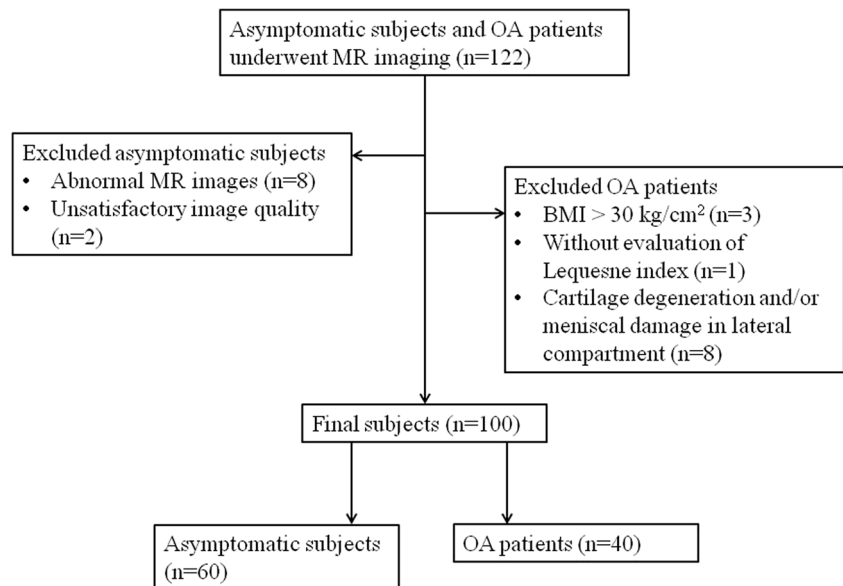 Asymptomatic subjects and OA patients
underwent MR imaging (n=122)
Excluded asymptomatic subjects
• Abnormal MR images (n=8)
• Unsatisfactory image quality
(n=2)
Excluded OA patients
• BMI > 30 kg/cm² (n=3)
• Without evaluation of
Lequesne index (n=1)
• Cartilage degeneration and/or
meniscal damage in lateral
compartment (n=8)
Final subjects (n=100)
Asymptomatic subjects
(n=60)
OA patients (n=40)